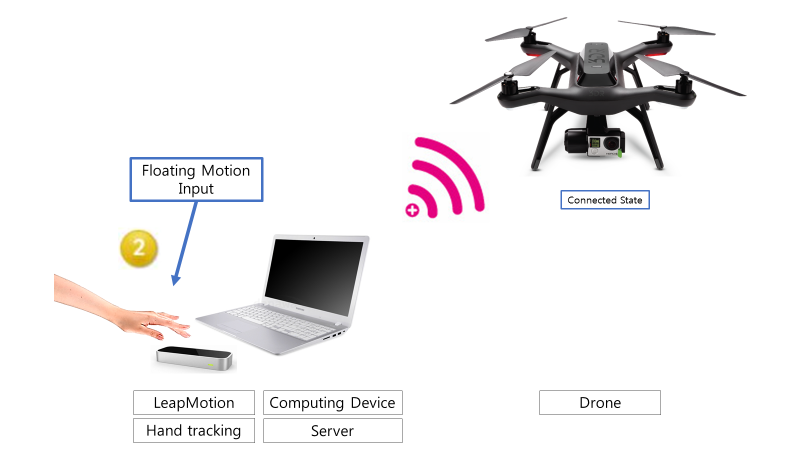 Floating Motion
Input
Connected State
2
LeapMotion
Computing Device
Drone
Hand tracking
Server